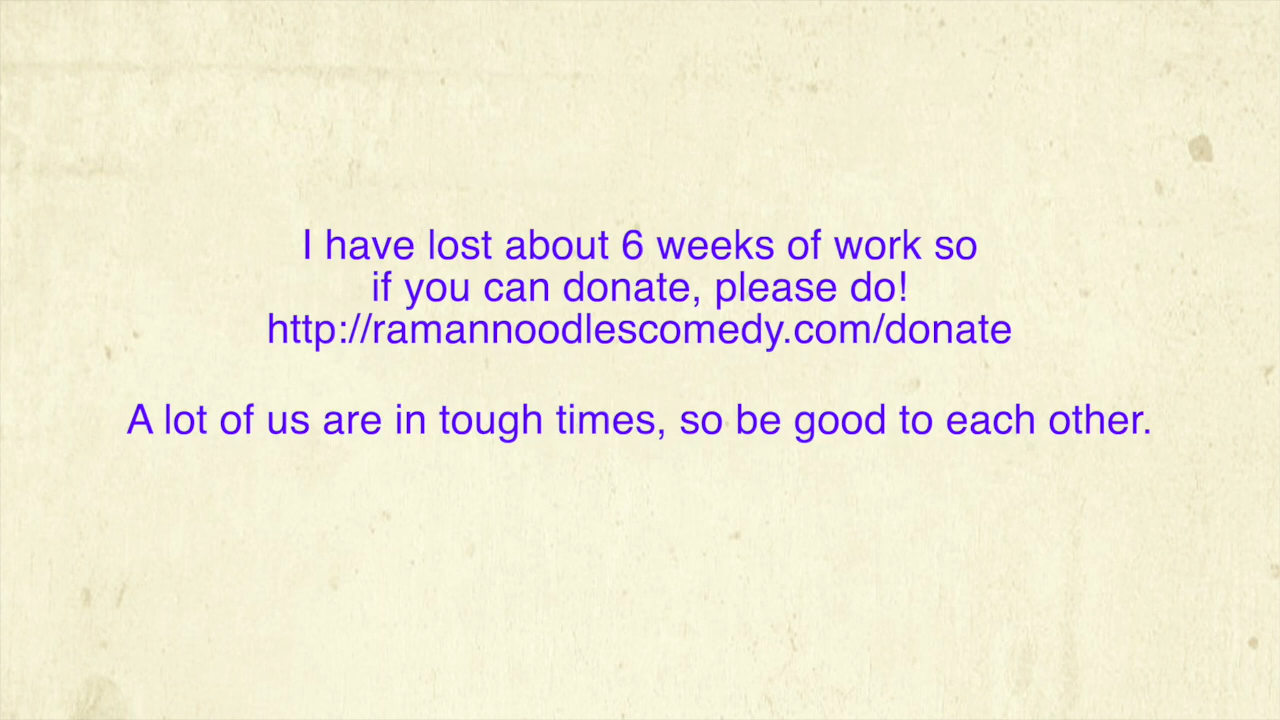 I have lost about 6 weeks of work so
if you can donate, please do!
http://ramannoodlescomedy.com/donate
A lot of us are in tough times, so be good to each other.